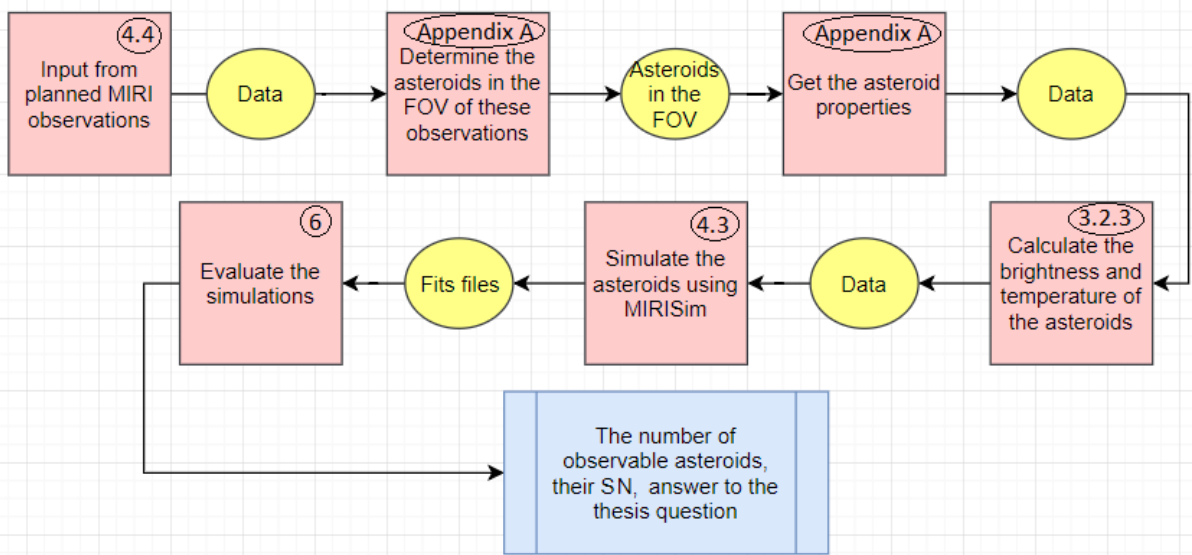 4.4
Input from
planned MIRI
observations
Data
Appendix A
Determine the
asteroids in the
FOV of these
observations
Asteroids
in the
FOV
Appendix A
Get the asteroid
properties
Data
3.2.3
Calculate the
brightness and
temperature of
the asteroids
Data
4.3
Simulate the
asteroids using
MIRISim
Fits files
6
Evaluate the
simulations
The number of
observable asteroids,
their SN, answer to the
thesis question